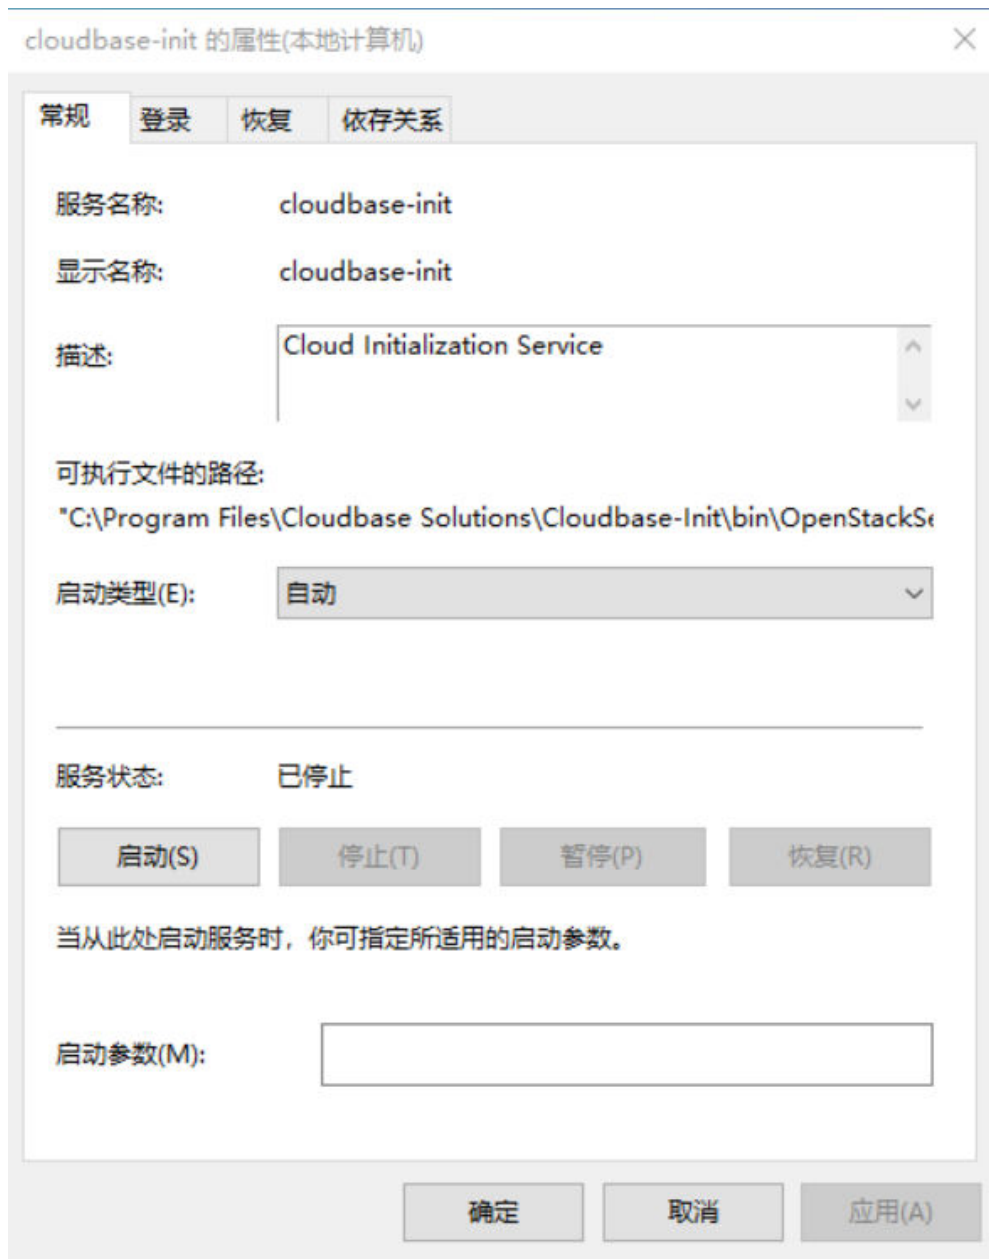 cloudbase-init 的属性(本地计算机)
常规 登录 恢复 依存关系
服务名称: cloudbase-init
显示名称: cloudbase-init
描述: Cloud Initialization Service
可执行文件的路径:
"C:\Program Files\Cloudbase Solutions\Cloudbase-Init\bin\OpenStackSe
启动类型(E): 自动
服务状态: 已停止
启动(S) 停止(T) 暂停(P) 恢复(R)
当从此处启动服务时，你可指定所适用的启动参数。
启动参数(M):
确定 取消 应用(A)